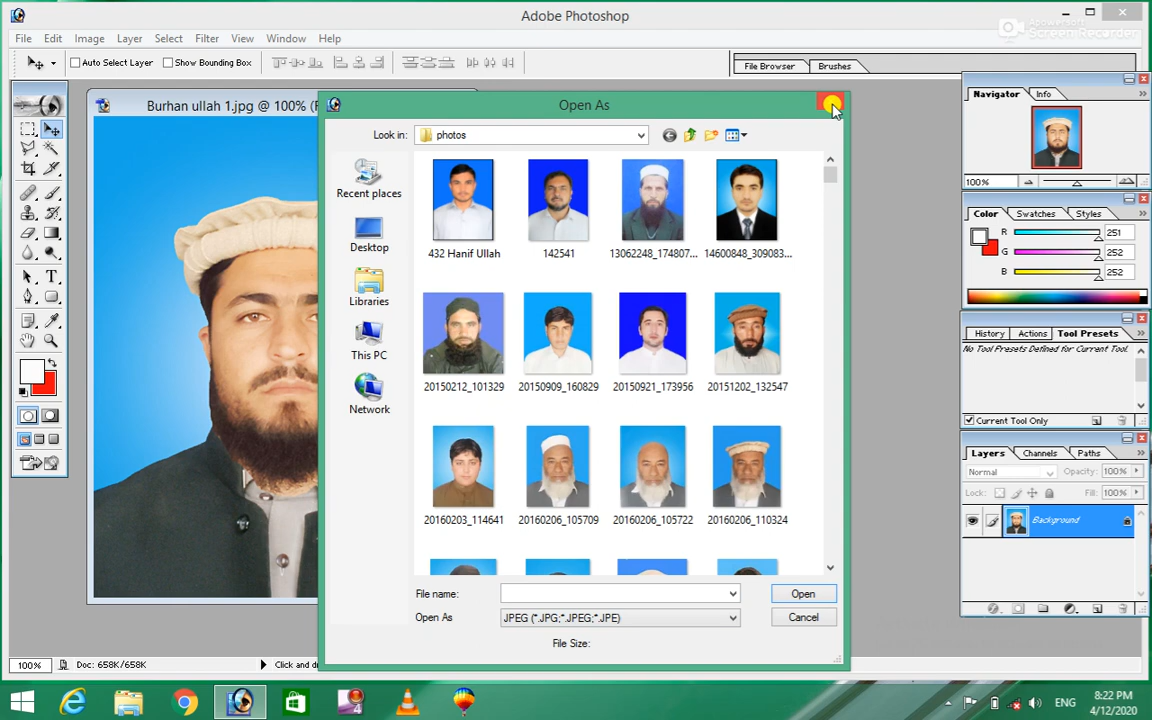 Adobe Photoshop
Apowersoft
Screen Recorder
File Edit Image Layer Select Filter View Window Help
Auto Select Layer Show Bounding Box
File Browser Brushes
Burhan ullah 1.jpg @ 100% (
Open As
Look in: photos
Recent places
Desktop
Libraries
This PC
Network
432 Hanif Ullah 142541 13062248_174807... 14600848_309083...
20150212_101329 20150909_160829 20150921_173956 20151202_132547
20160203_114641 20160206_105709 20160206_105722 20160206_110324
File name: Open
Open As JPEG (*.JPG;*.JPEG;*.JPE) Cancel
File Size:
Navigator Info
100%
Color Swatches Styles
R 251
G 252
B 252
History Actions Tool Presets
No Tool Presets Defined for Current Tool.
Current Tool Only
Layers Channels Paths
Normal Opacity: 100%
Lock: Fill: 100%
Background
100% Doc: 658K/658K Click and dr
ENG
8:22 PM
4/12/2020